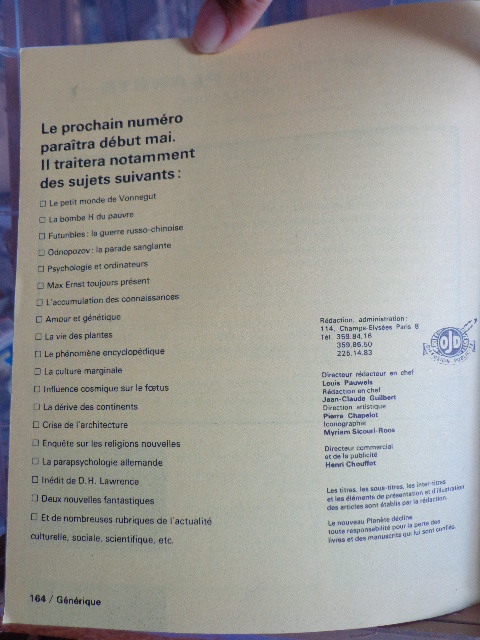 Le prochain numéro
paraîtra début mai.
Il traitera notamment
des sujets suivants :
□ Le petit monde de Vonnegut
□ La bombe H du pauvre
□ Futuribles : la guerre russo-chinoise
□ Odnopozov : la parade sanglante
□ Psychologie et ordinateurs
□ Max Ernst toujours présent
□ L'accumulation des connaissances
□ Amour et génétique
□ La vie des plantes
□ Le phénomène encyclopédique
□ La culture marginale
□ Influence cosmique sur le fœtus
□ La dérive des continents
□ Crise de l'architecture
□ Enquête sur les religions nouvelles
□ La parapsychologie allemande
□ Inédit de D.H. Lawrence
□ Deux nouvelles fantastiques
□ Et de nombreuses rubriques de l'actualité
culturelle, sociale, scientifique, etc.
164 / Générique
Rédaction, administration :
114, Champs-Elysées Paris 8
Tél. 359.84.16
359.86.50
225.14.83
OJD
Directeur rédacteur en chef
Louis Pauwels
Rédaction en chef
Jean-Claude Guilbert
Direction artistique
Pierre Chapelot
Iconographie
Myriam Sicouri-Roos
Directeur commercial
et de la publicité
Henri Chouffot
Les titres, les sous-titres, les inter-titres
et les éléments de présentation et d'illustration
des articles sont établis par la rédaction.
Le nouveau Planète décline
toute responsabilité pour la perte des
livres et des manuscrits qui lui sont confiés.